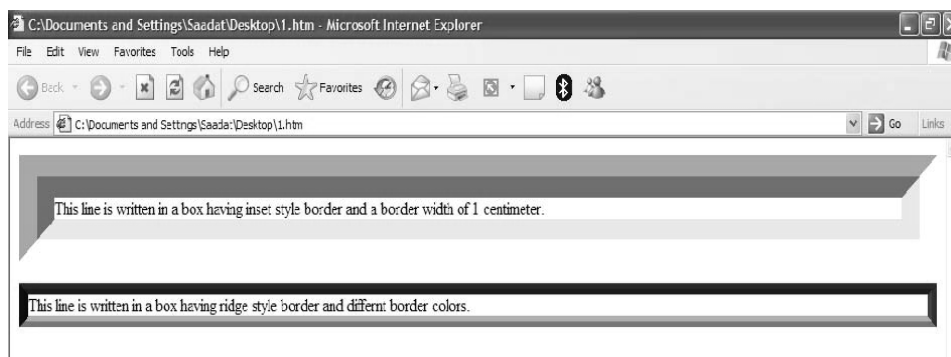 C:\Documents and Settings\Saadat\Desktop\1.htm - Microsoft Internet Explorer
File Edit View Favorites Tools Help
Back Search Favorites
Address C:\Documents and Settings\Saadat\Desktop\1.htm Go Links
This line is written in a box having inset style border and a border width of 1 centimeter.
This line is written in a box having ridge style border and differnt border colors.